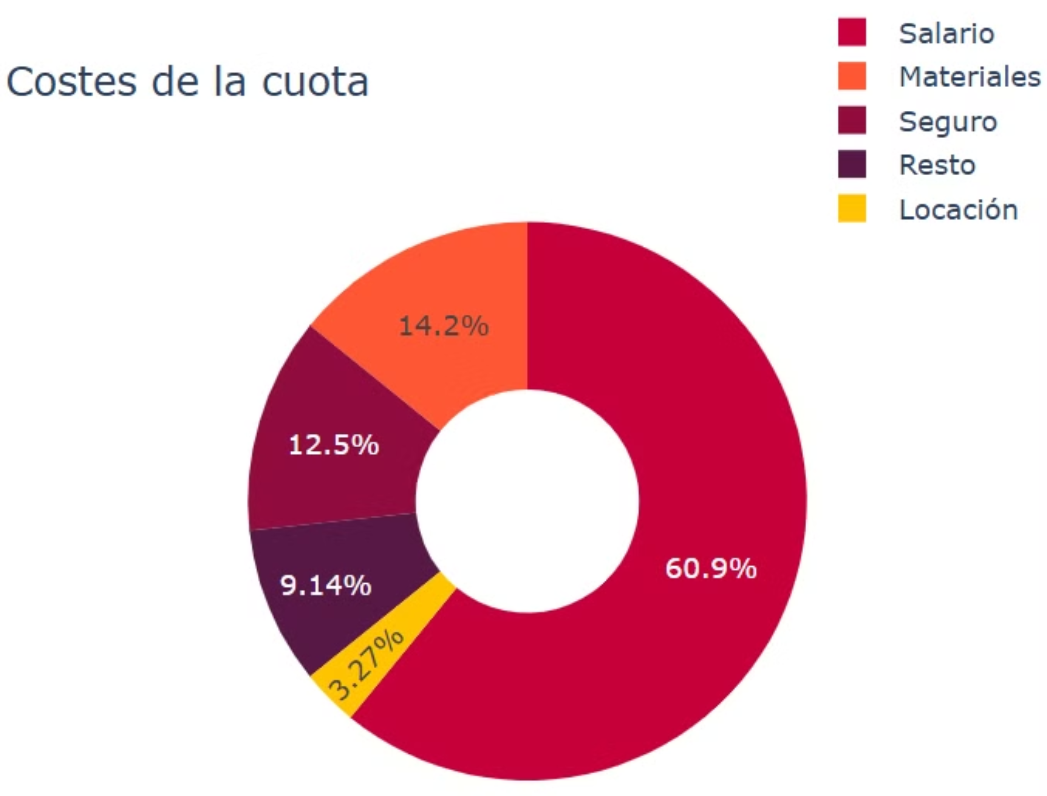 Costes de la cuota
Salario
Materiales
Seguro
Resto
Locación
14.2%
12.5%
9.14%
3.27%
60.9%